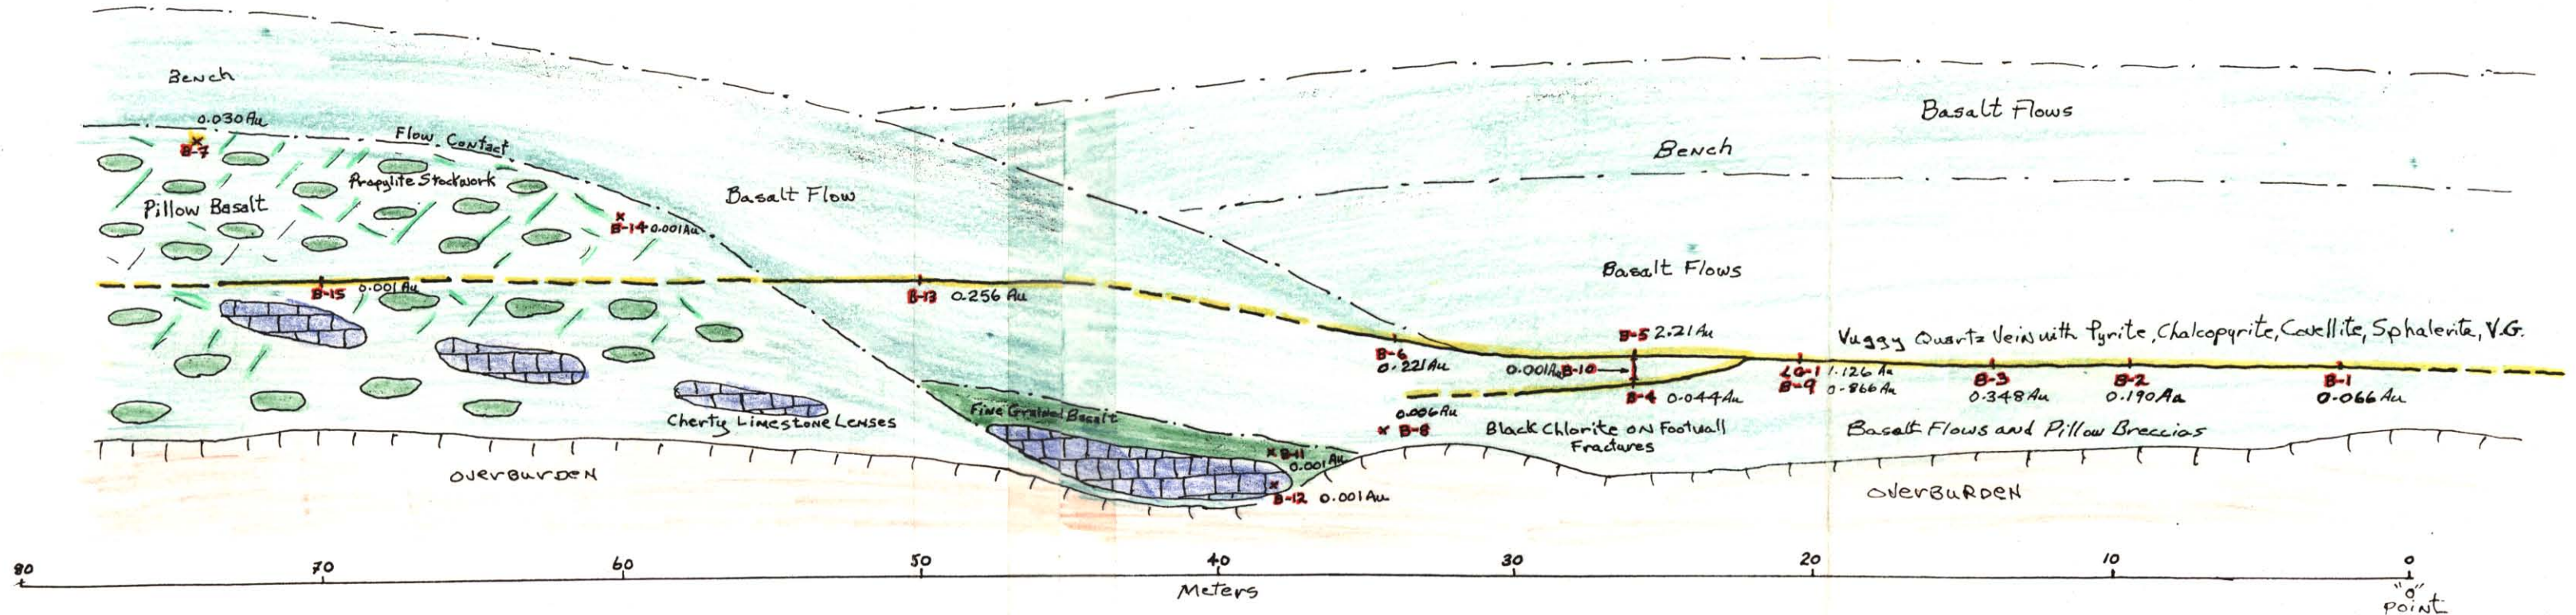 Bench
0.030 Au
B-7
Flow Contact
Propylite Stockwork
Pillow Basalt
B-14 0.001 Au
Basalt Flow
Basalt Flows
Bench
Basalt Flows
B-15 0.001 Au
B-13 0.256 Au
B-6
0.221 Au
B-5 2.21 Au
0.001 Au B-10
B-4 0.044 Au
LG-1 1.126 Au
B-9 0.866 Au
Vuggy Quartz Vein with Pyrite, Chalcopyrite, Covellite, Sphalerite, V.G.
B-3
0.348 Au
B-2
0.190 Au
B-1
0.066 Au
0.006 Au
B-8
Black Chlorite on Footwall
Fractures
Basalt Flows and Pillow Breccias
Fine Grained Basalt
Cherty Limestone Lenses
B-11
0.001 Au
B-12 0.001 Au
OverBurDeN
OverBuRDeN
80 70 60 50 40 30 20 10 0
Meters
"0"
Point